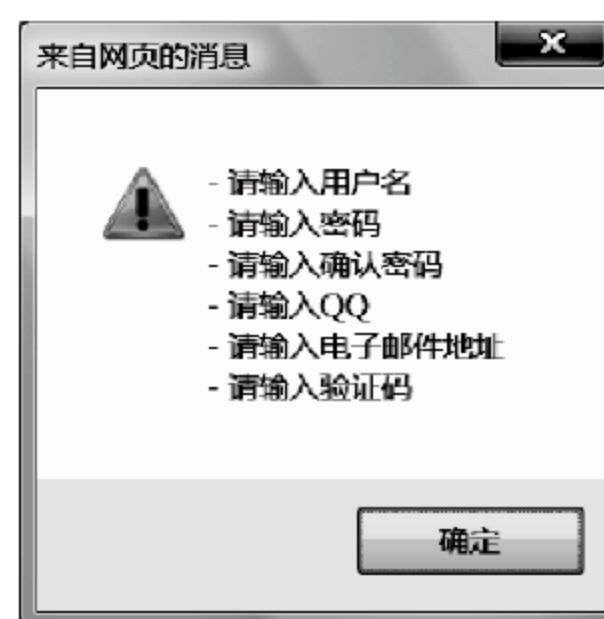 来自网页的消息
- 请输入用户名
- 请输入密码
- 请输入确认密码
- 请输入QQ
- 请输入电子邮件地址
- 请输入验证码
确定